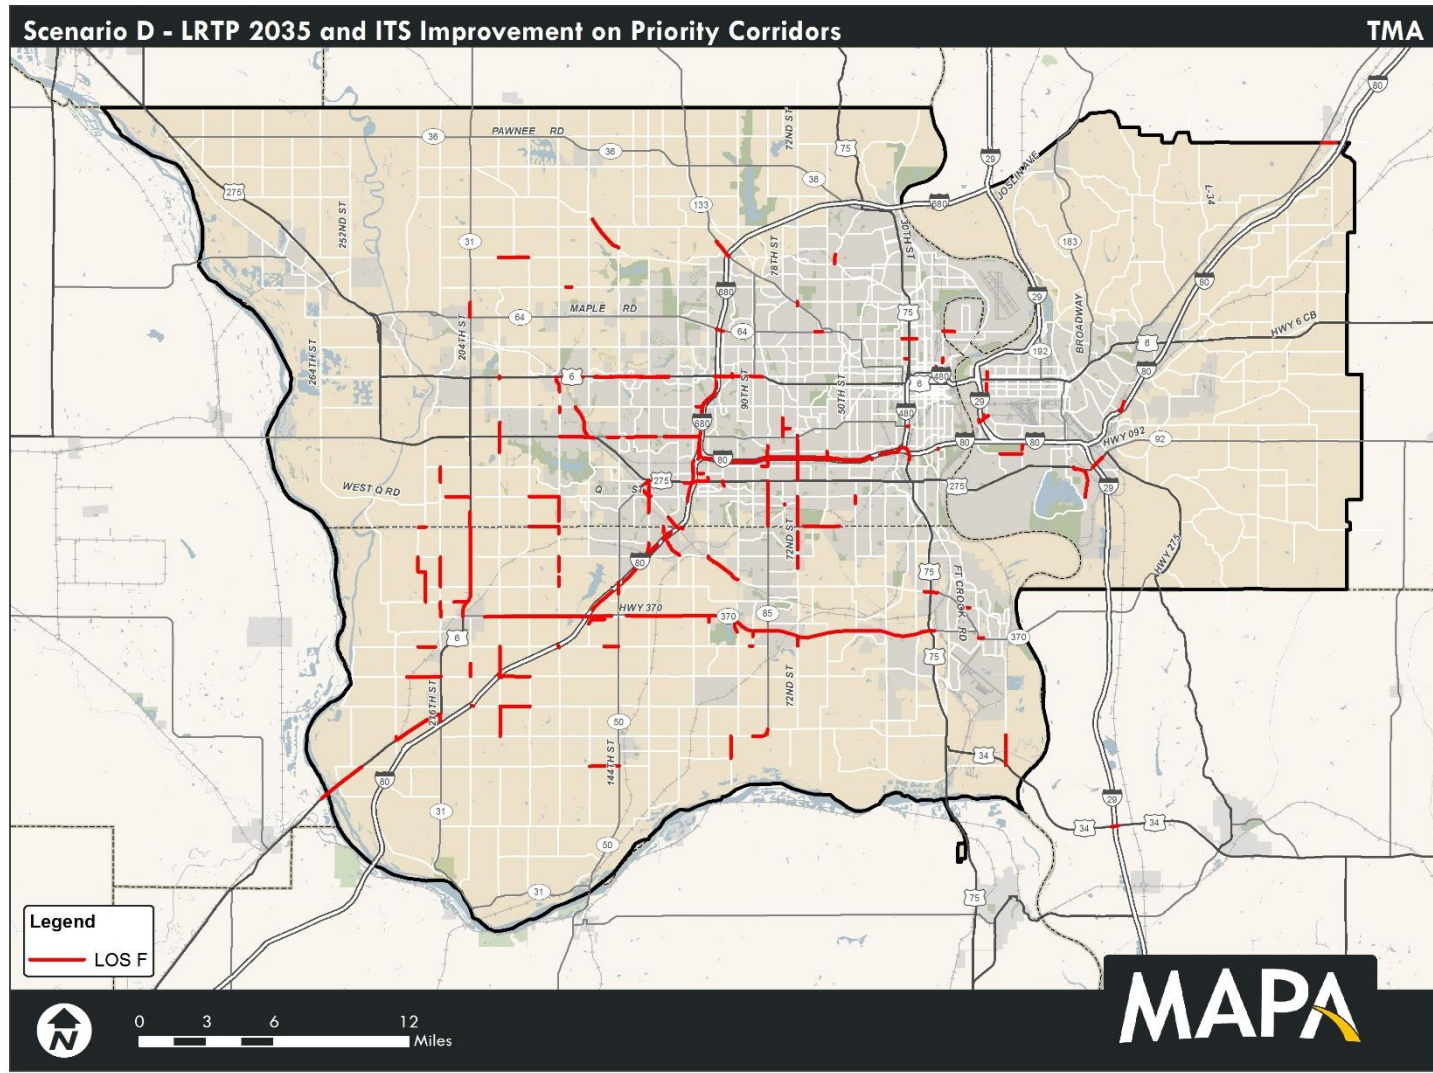 Scenario D - LRTP 2035 and ITS Improvement on Priority Corridors
TMA
80
PAWNEE RD
36
36
72ND ST
75
29
36
JOSLIN AVE
L-34
275
252ND ST
133
680
31
30TH ST
183
78TH ST
80
680
29
MAPLE RD
64
64
75
204TH ST
BROADWAY
HWY 6 CB
6
192
264TH ST
6
90TH ST
50TH ST
6
480
80
29
680
480
80
80
80
HWY 092
92
WEST Q RD
Q ST
275
275
29
72ND ST
80
75
FT CROOK RD
HWY 275
HWY 370
370
85
6
370
75
216TH ST
72ND ST
50
144TH ST
34
80
31
29
34
34
50
31
75
Legend
LOS F
N
0 3 6 12
Miles
MAPA